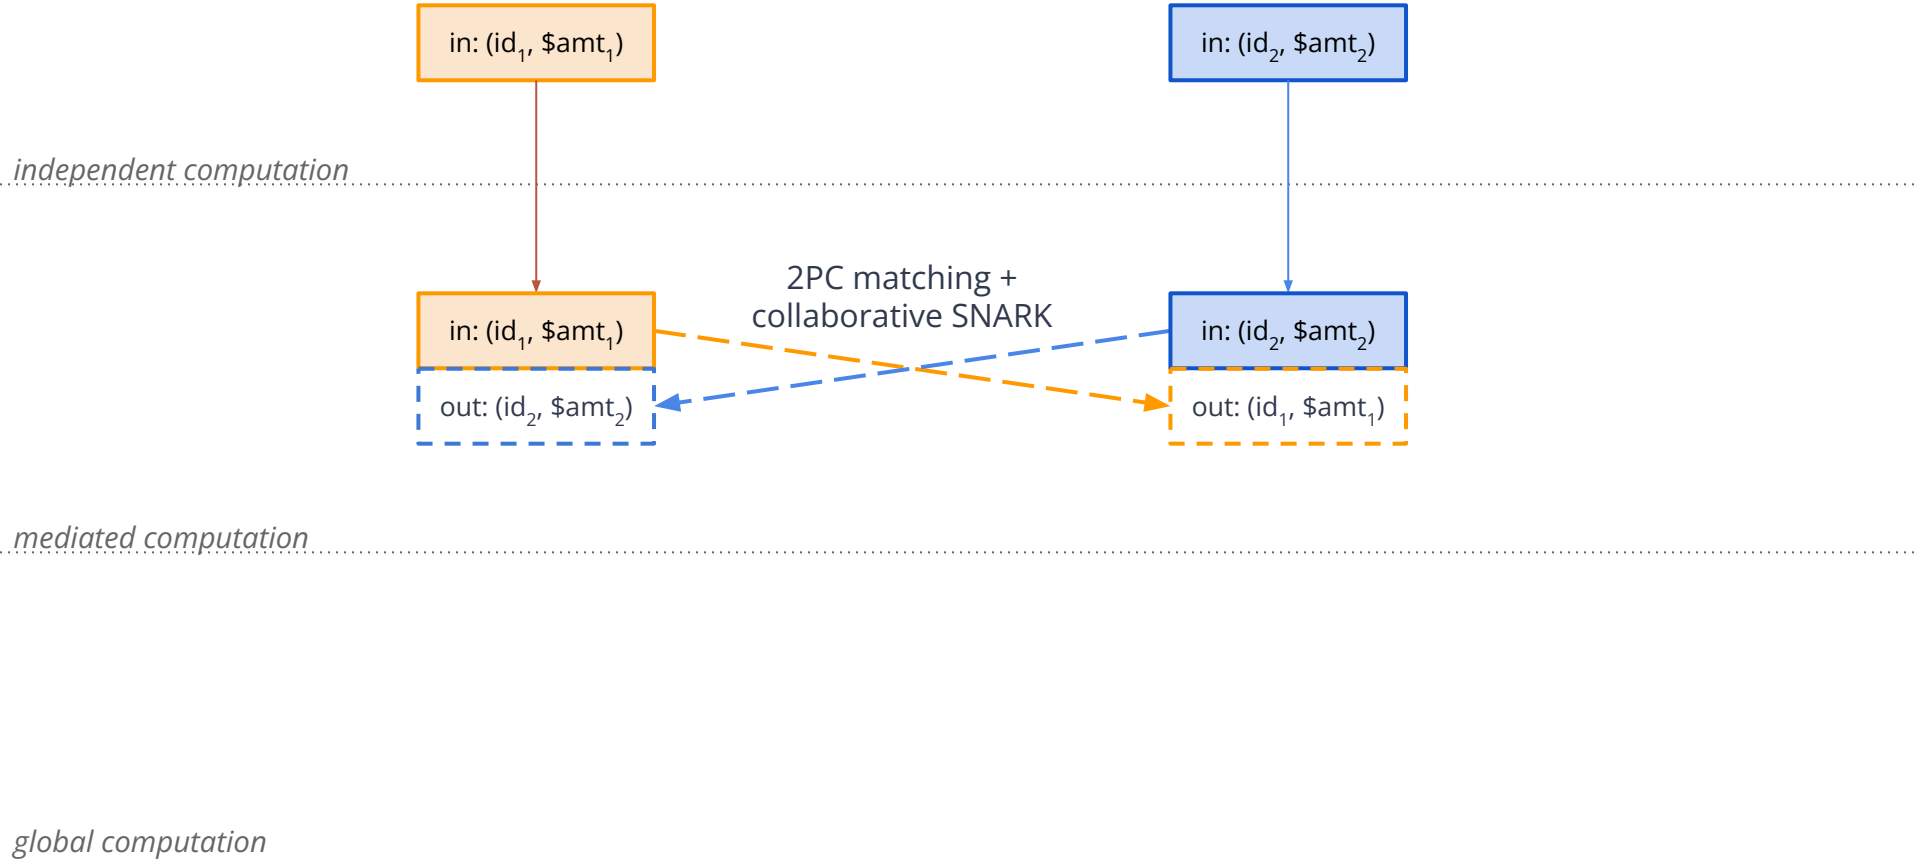 in: (id₁, $amt₁)
in: (id₂, $amt₂)
independent computation
2PC matching +
collaborative SNARK
in: (id₁, $amt₁)
in: (id₂, $amt₂)
out: (id₂, $amt₂)
out: (id₁, $amt₁)
mediated computation
global computation